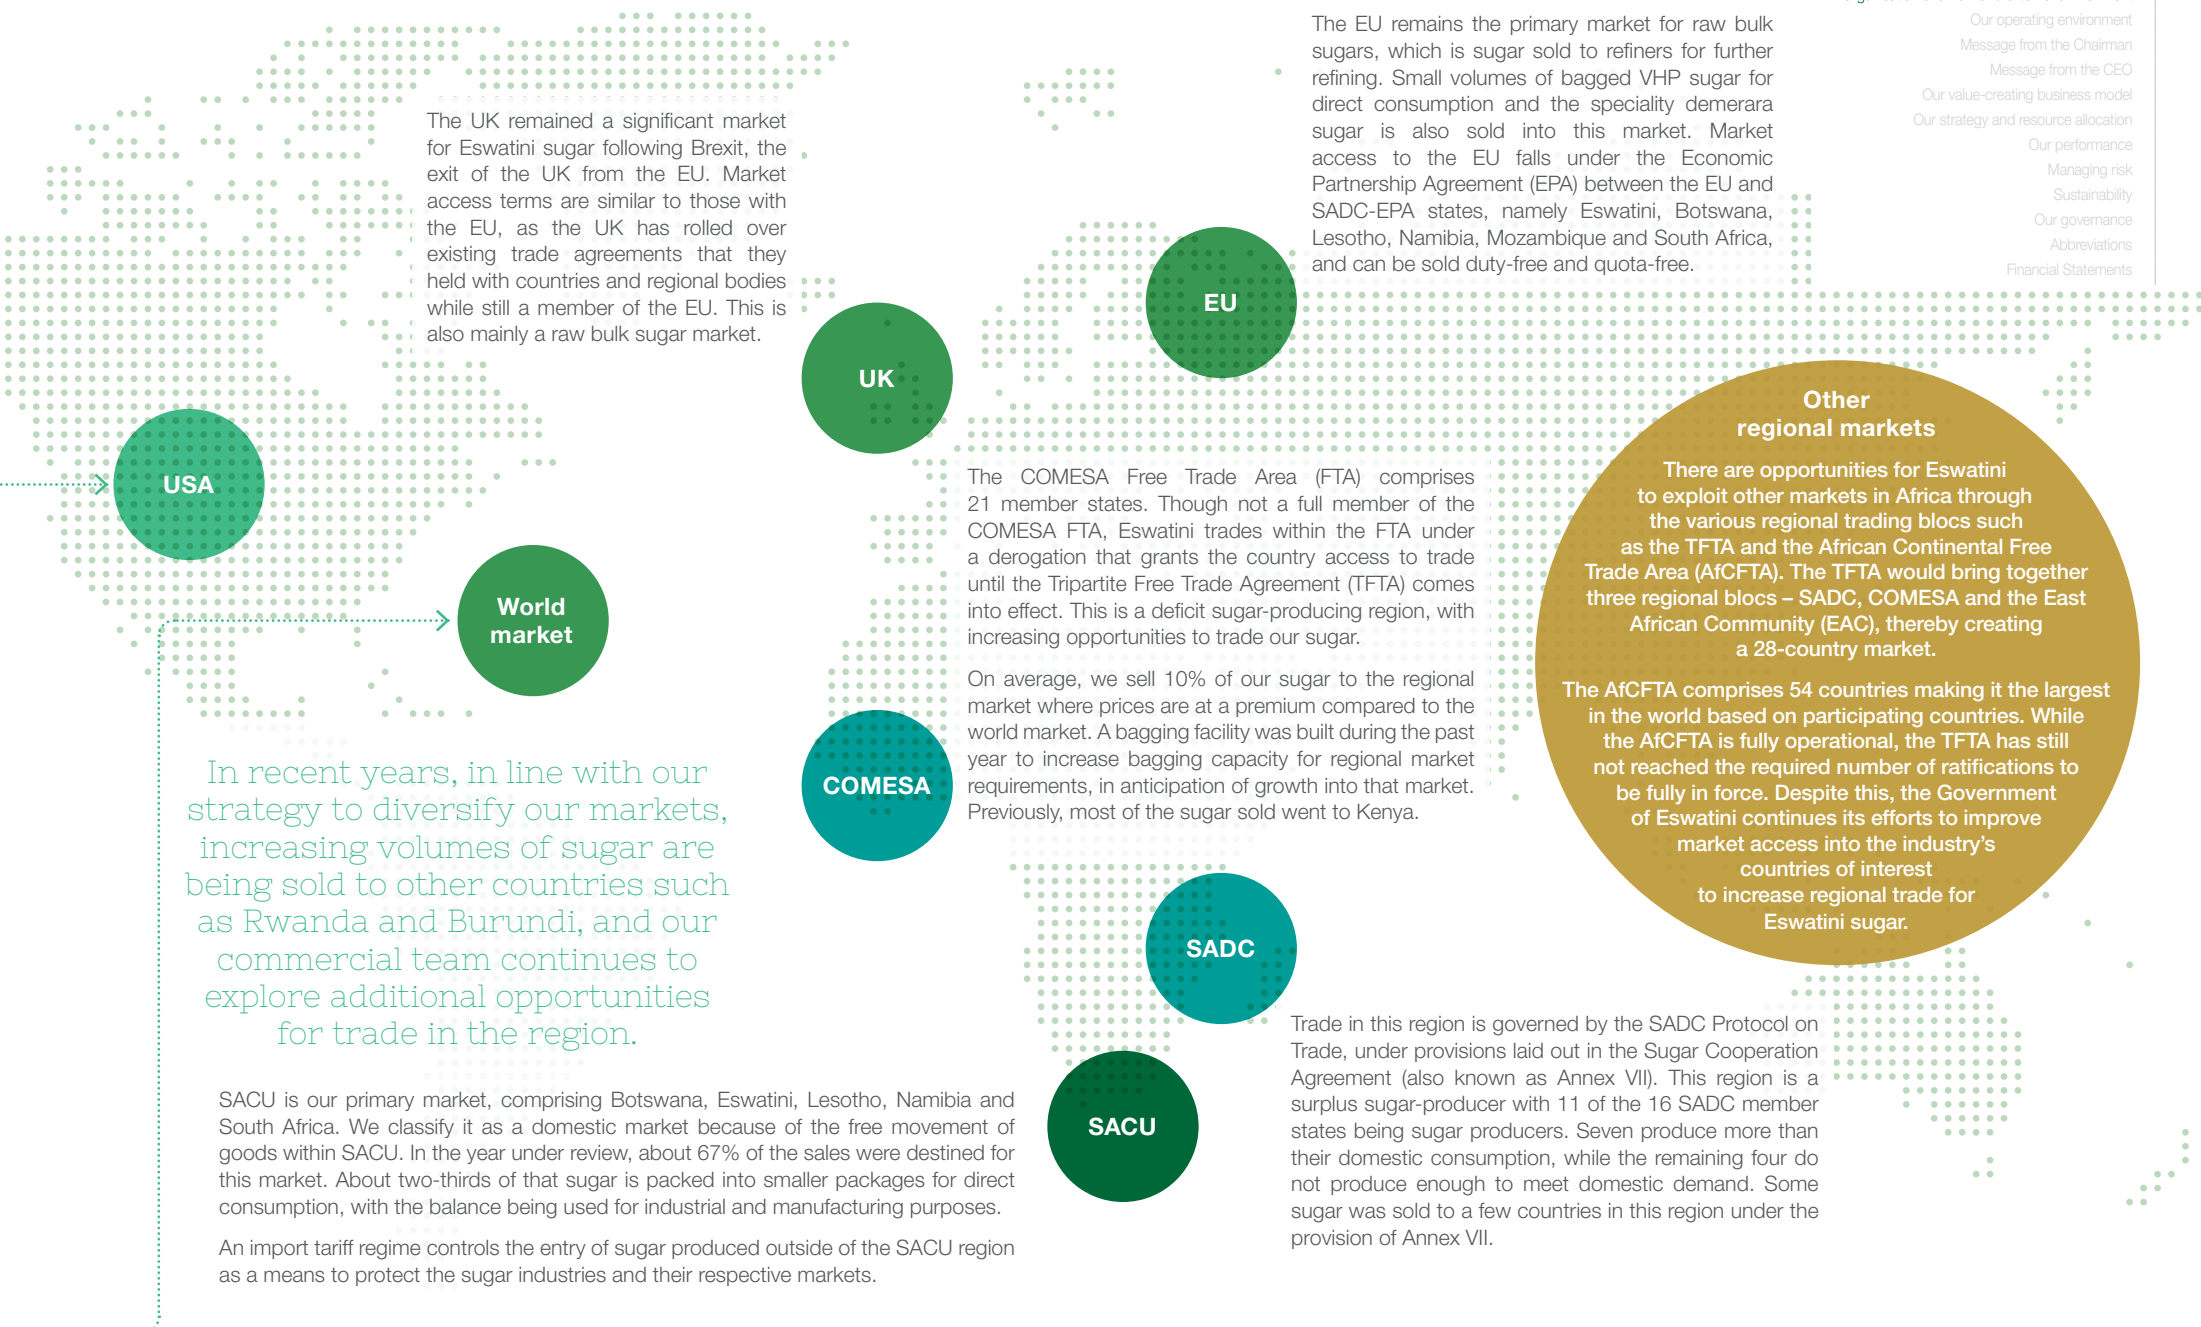 The EU remains the primary market for raw bulk
sugars, which is sugar sold to refiners for further
refining. Small volumes of bagged VHP sugar for
direct consumption and the speciality demerara
sugar is also sold into this market. Market
access to the EU falls under the Economic
Partnership Agreement (EPA) between the EU and
SADC-EPA states, namely Eswatini, Botswana,
Lesotho, Namibia, Mozambique and South Africa,
and can be sold duty-free and quota-free.
Our operating environment
Message from the Chairman
Message from the CEO
Our value-creating business model
Our strategy and resource allocation
Our performance
Managing risk
Sustainability
Our governance
Abbreviations
Financial Statements
The UK remained a significant market
for Eswatini sugar following Brexit, the
exit of the UK from the EU. Market
access terms are similar to those with
the EU, as the UK has rolled over
existing trade agreements that they
held with countries and regional bodies
while still a member of the EU. This is
also mainly a raw bulk sugar market.
EU
UK
USA
World
market
The COMESA Free Trade Area (FTA) comprises
21 member states. Though not a full member of the
COMESA FTA, Eswatini trades within the FTA under
a derogation that grants the country access to trade
until the Tripartite Free Trade Agreement (TFTA) comes
into effect. This is a deficit sugar-producing region, with
increasing opportunities to trade our sugar.
On average, we sell 10% of our sugar to the regional
market where prices are at a premium compared to the
world market. A bagging facility was built during the past
year to increase bagging capacity for regional market
requirements, in anticipation of growth into that market.
Previously, most of the sugar sold went to Kenya.
COMESA
Other
regional markets
There are opportunities for Eswatini
to exploit other markets in Africa through
the various regional trading blocs such
as the TFTA and the African Continental Free
Trade Area (AfCFTA). The TFTA would bring together
three regional blocs – SADC, COMESA and the East
African Community (EAC), thereby creating
a 28-country market.
The AfCFTA comprises 54 countries making it the largest
in the world based on participating countries. While
the AfCFTA is fully operational, the TFTA has still
not reached the required number of ratifications to
be fully in force. Despite this, the Government
of Eswatini continues its efforts to improve
market access into the industry's
countries of interest
to increase regional trade for
Eswatini sugar.
In recent years, in line with our
strategy to diversify our markets,
increasing volumes of sugar are
being sold to other countries such
as Rwanda and Burundi, and our
commercial team continues to
explore additional opportunities
for trade in the region.
SADC
Trade in this region is governed by the SADC Protocol on
Trade, under provisions laid out in the Sugar Cooperation
Agreement (also known as Annex VII). This region is a
surplus sugar-producer with 11 of the 16 SADC member
states being sugar producers. Seven produce more than
their domestic consumption, while the remaining four do
not produce enough to meet domestic demand. Some
sugar was sold to a few countries in this region under the
provision of Annex VII.
SACU
SACU is our primary market, comprising Botswana, Eswatini, Lesotho, Namibia and
South Africa. We classify it as a domestic market because of the free movement of
goods within SACU. In the year under review, about 67% of the sales were destined for
this market. About two-thirds of that sugar is packed into smaller packages for direct
consumption, with the balance being used for industrial and manufacturing purposes.
An import tariff regime controls the entry of sugar produced outside of the SACU region
as a means to protect the sugar industries and their respective markets.